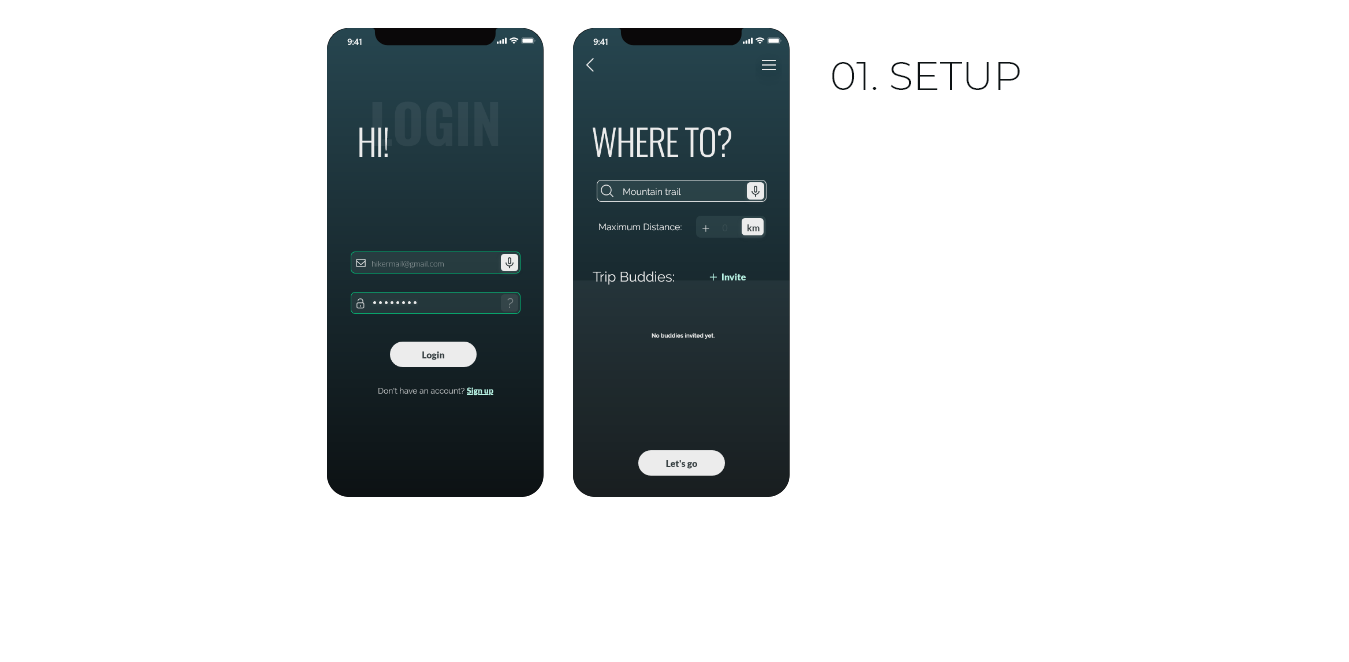 9:41
LOGIN
HI!
hikermail@gmail.com
?
Login
Don't have an account? Sign up
9:41
WHERE TO?
Mountain trail
Maximum Distance: + 0 km
Trip Buddies: + Invite
No buddies invited yet.
Let's go
01. SETUP